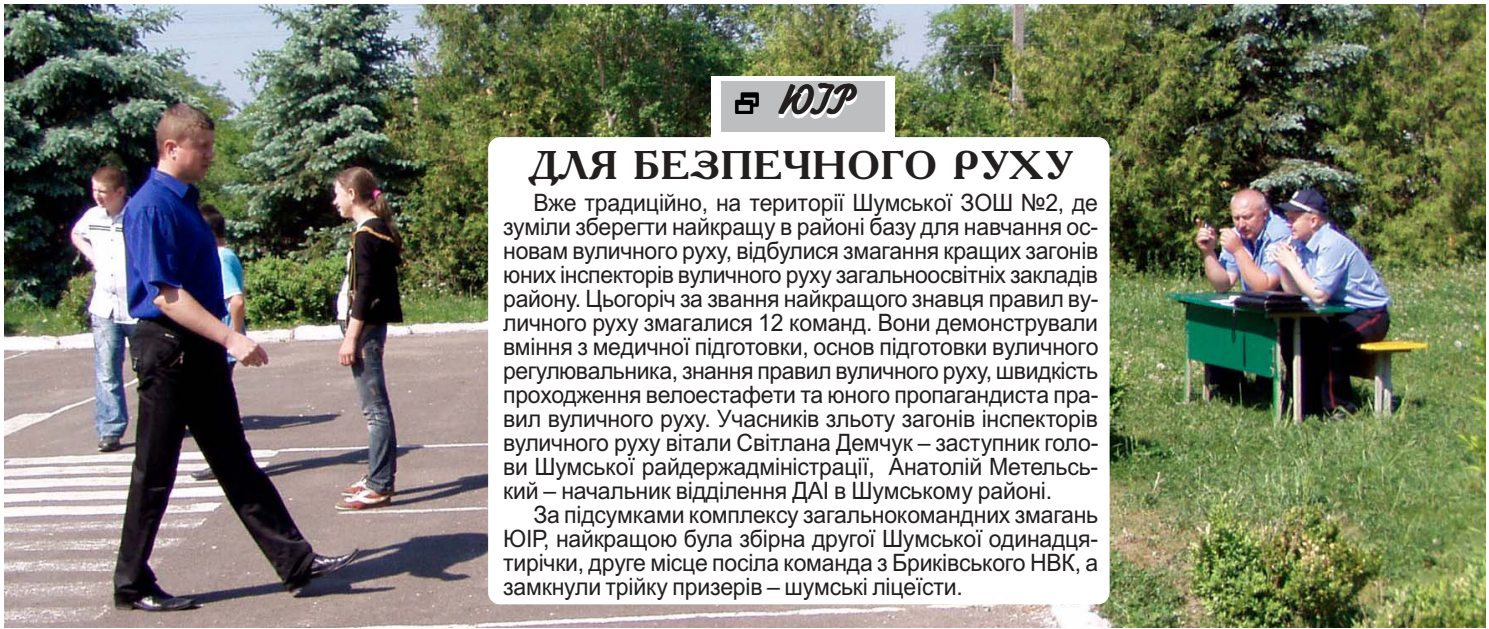 ЮІР
ДЛЯ БЕЗПЕЧНОГО РУХУ
Вже традиційно, на території Шумської ЗОШ №2, де
зуміли зберегти найкращу в районі базу для навчання ос-
новам вуличного руху, відбулися змагання кращих загонів
юних інспекторів вуличного руху загальноосвітніх закладів
району. Цьогоріч за звання найкращого знавця правил ву-
личного руху змагалися 12 команд. Вони демонстрували
вміння з медичної підготовки, основ підготовки вуличного
регулювальника, знання правил вуличного руху, швидкість
проходження велоестафети та юного пропагандиста пра-
вил вуличного руху. Учасників зльоту загонів інспекторів
вуличного руху вітали Світлана Демчук – заступник голо-
ви Шумської райдержадміністрації, Анатолій Метельсь-
кий – начальник відділення ДАІ в Шумському районі.
За підсумками комплексу загальнокомандних змагань
ЮІР, найкращою була збірна другої Шумської одинадця-
тирічки, друге місце посіла команда з Бриківського НВК, а
замкнули трійку призерів – шумські ліцеїсти.